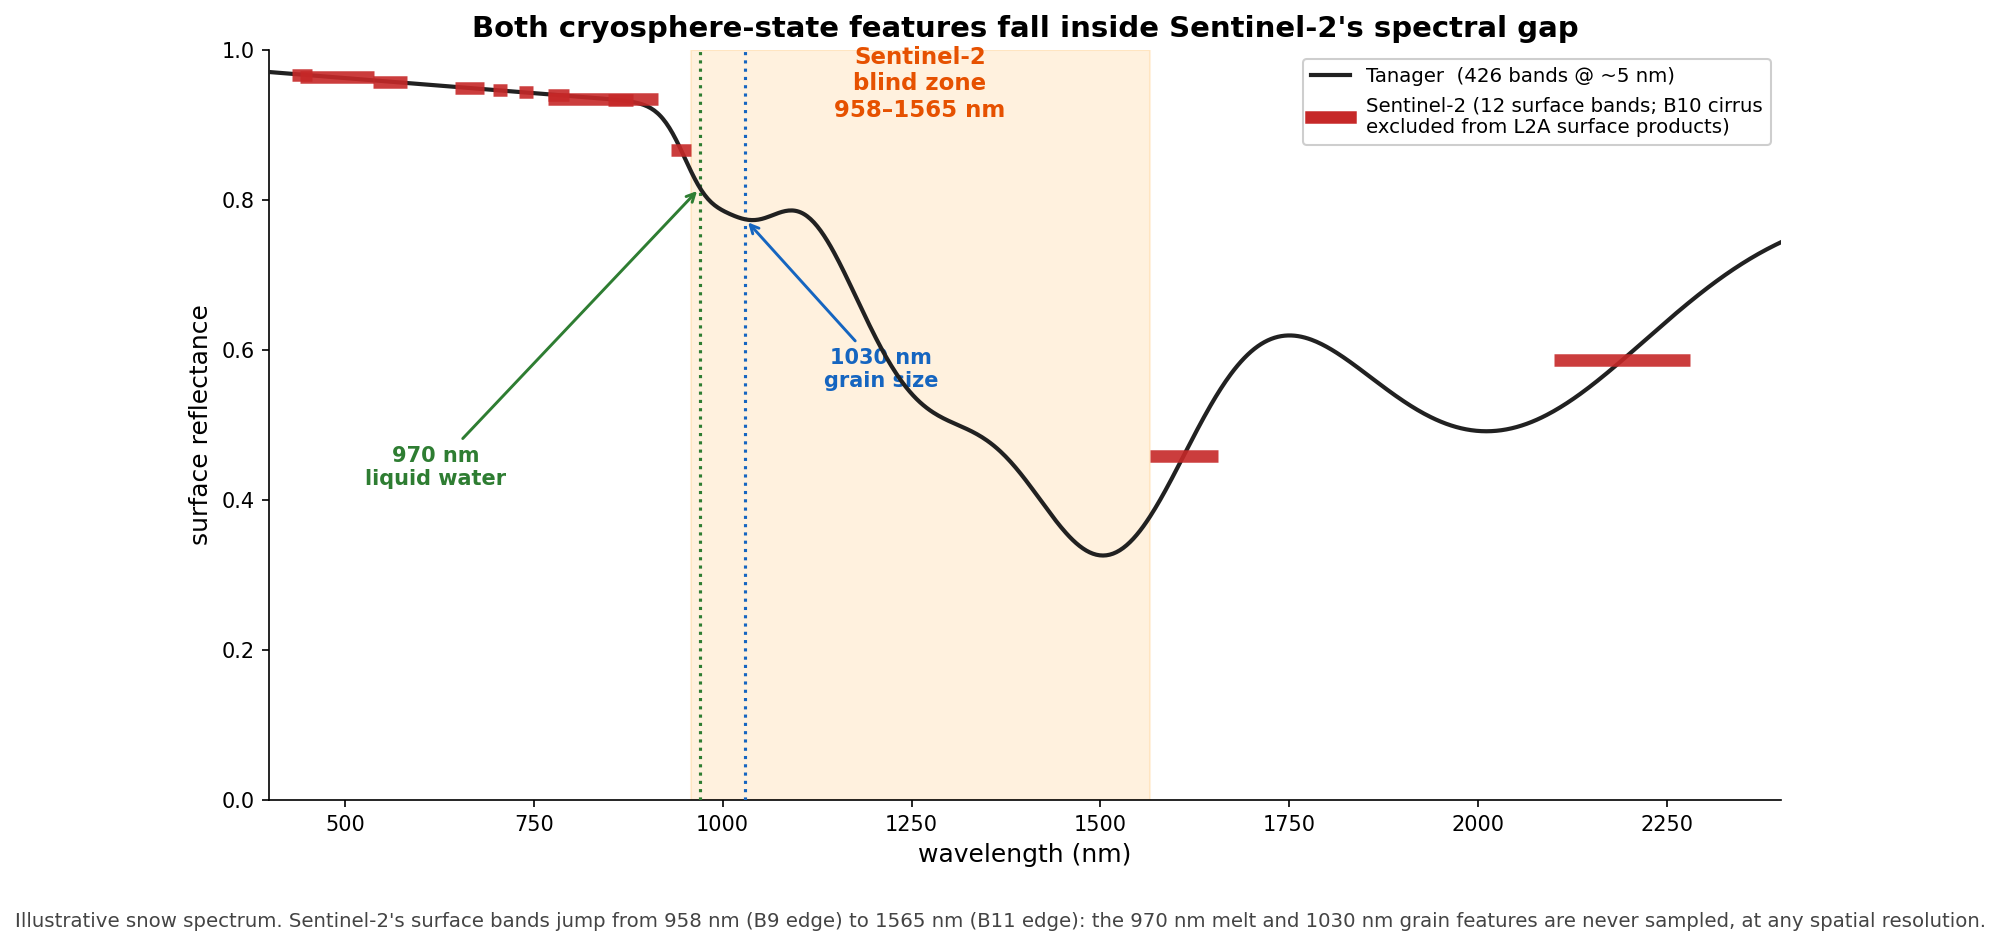 Both cryosphere-state features fall inside Sentinel-2's spectral gap
Sentinel-2
blind zone
958–1565 nm
Tanager  (426 bands @ ~5 nm)
Sentinel-2 (12 surface bands; B10 cirrus
excluded from L2A surface products)
1030 nm
grain size
970 nm
liquid water
surface reflectance
1.0
0.8
0.6
0.4
0.2
0.0
500 750 1000 1250 1500 1750 2000 2250
wavelength (nm)
Illustrative snow spectrum. Sentinel-2's surface bands jump from 958 nm (B9 edge) to 1565 nm (B11 edge): the 970 nm melt and 1030 nm grain features are never sampled, at any spatial resolution.